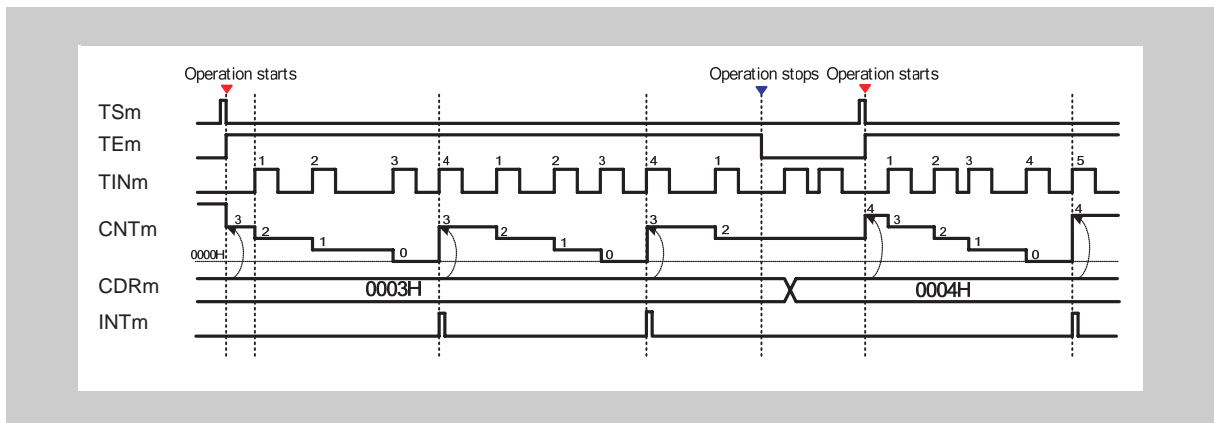 Operation starts Operation stops Operation starts
TSm
TEm
1 2 3 4 1 2 3 4 1 1 2 3 4 5
TINm
3 2 1 0 3 2 1 0 3 2 4 3 2 1 0 4
CNTm
0000H
CDRm 0003H 0004H
INTm